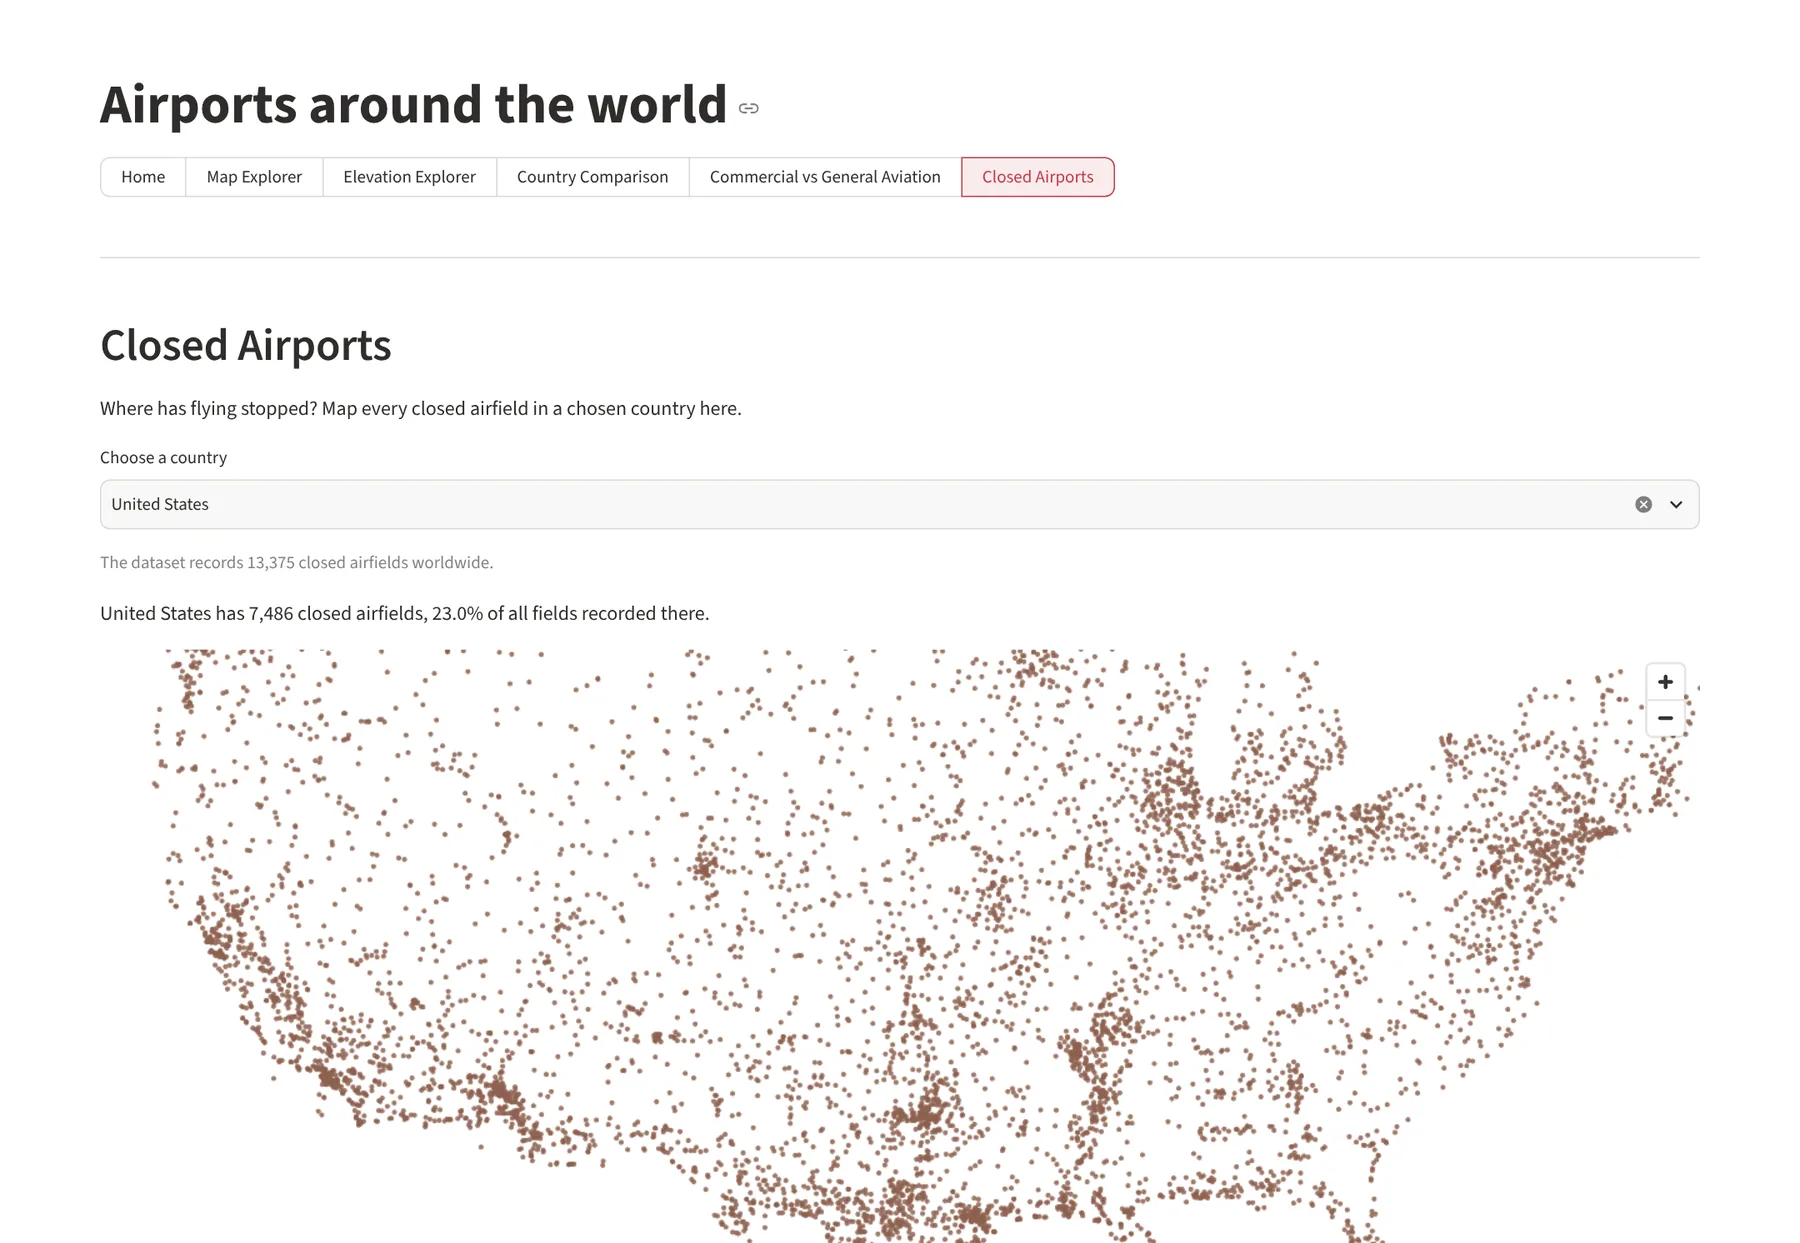 Airports around the world
Home
Map Explorer
Elevation Explorer
Country Comparison
Commercial vs General Aviation
Closed Airports
Closed Airports
Where has flying stopped? Map every closed airfield in a chosen country here.
Choose a country
United States
The dataset records 13,375 closed airfields worldwide.
United States has 7,486 closed airfields, 23.0% of all fields recorded there.